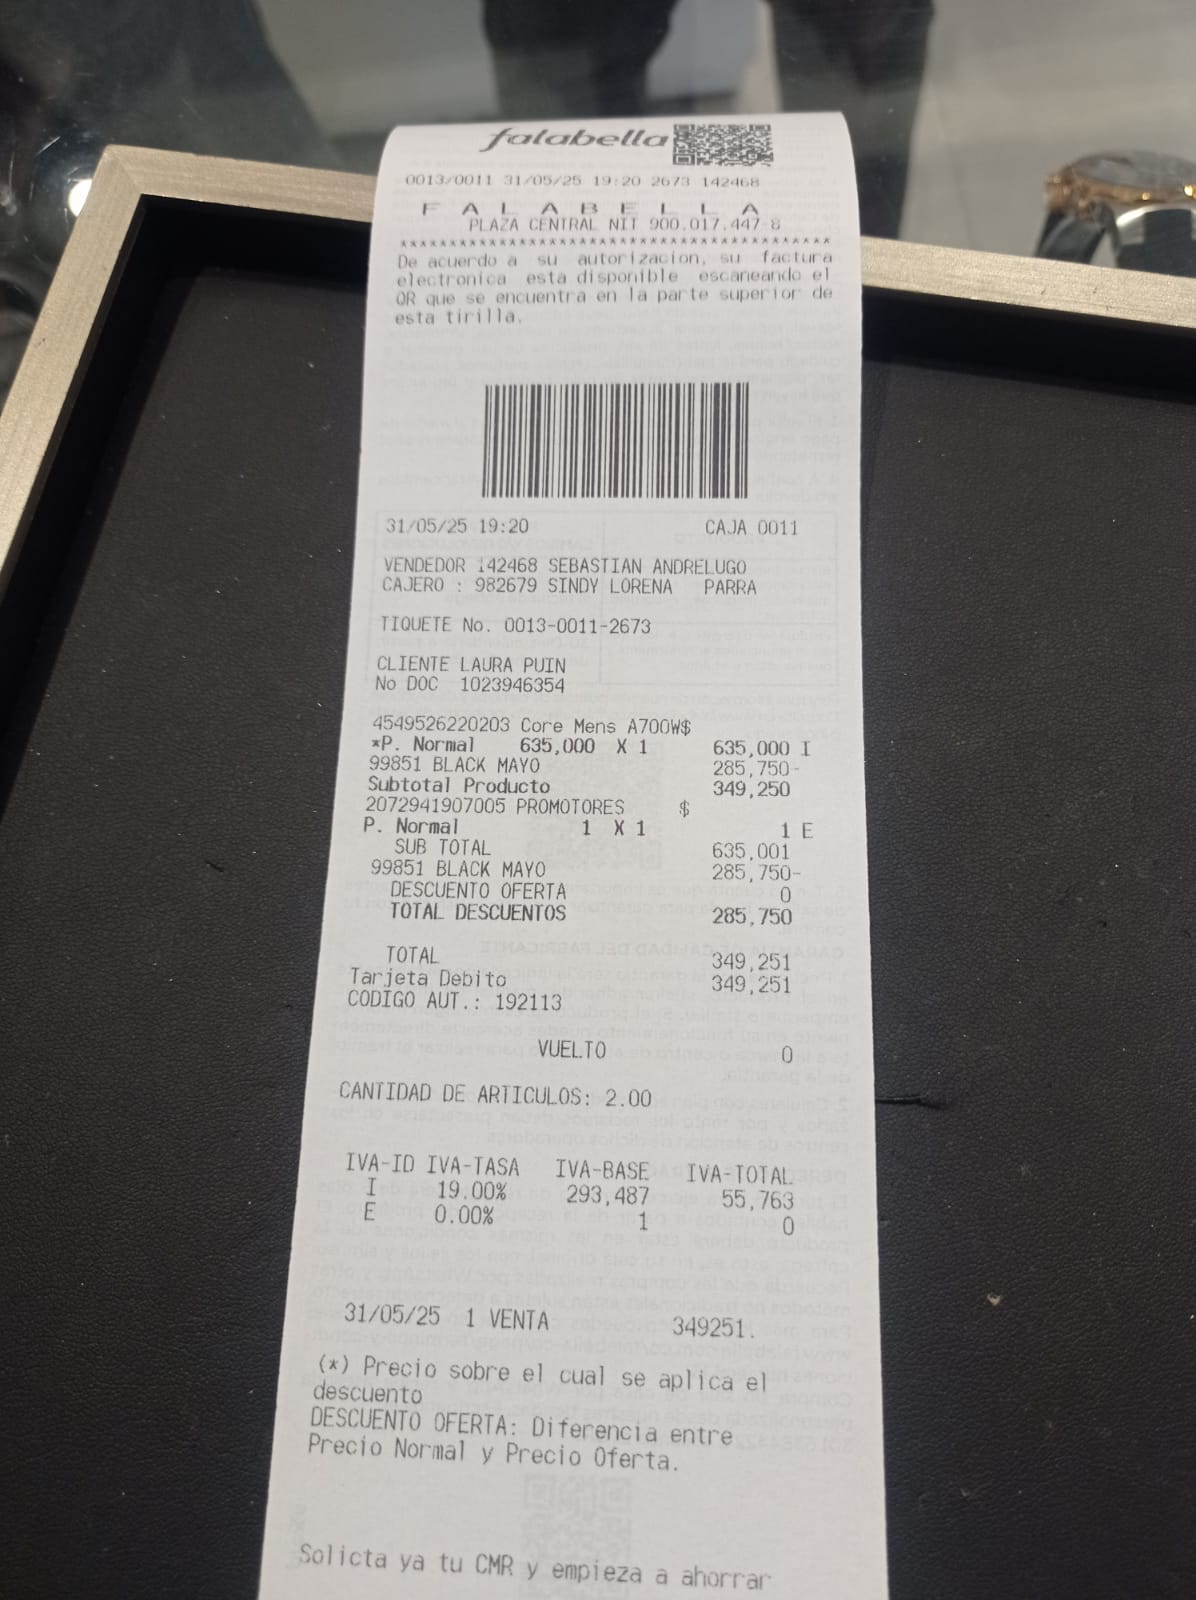 falabella
0013/0011 31/05/25 19:20 2673 142468
F A L A B E L L A
PLAZA CENTRAL NIT 900.017.447-8
******************************************
De acuerdo a su autorizacion, su factura
electronica esta disponible escaneando el
QR que se encuentra en la parte superior de
esta tirilla.
31/05/25 19:20 CAJA 0011
VENDEDOR 142468 SEBASTIAN ANDRELUGO
CAJERO : 982679 SINDY LORENA PARRA
TIQUETE No. 0013-0011-2673
CLIENTE LAURA PUIN
No DOC 1023946354
4549526220203 Core Mens A700W$
*P. Normal 635,000 X 1 635,000 I
99851 BLACK MAYO 285,750-
Subtotal Producto 349,250
2072941907005 PROMOTORES $
P. Normal 1 X 1 1 E
SUB TOTAL 635,001
99851 BLACK MAYO 285,750-
DESCUENTO OFERTA 0
TOTAL DESCUENTOS 285,750
TOTAL 349,251
Tarjeta Debito 349,251
CODIGO AUT.: 192113
VUELTO 0
CANTIDAD DE ARTICULOS: 2.00
IVA-ID IVA-TASA IVA-BASE IVA-TOTAL
I 19.00% 293,487 55,763
E 0.00% 1 0
31/05/25 1 VENTA 349251.
(*) Precio sobre el cual se aplica el
descuento
DESCUENTO OFERTA: Diferencia entre
Precio Normal y Precio Oferta.
Solicta ya tu CMR y empieza a ahorrar